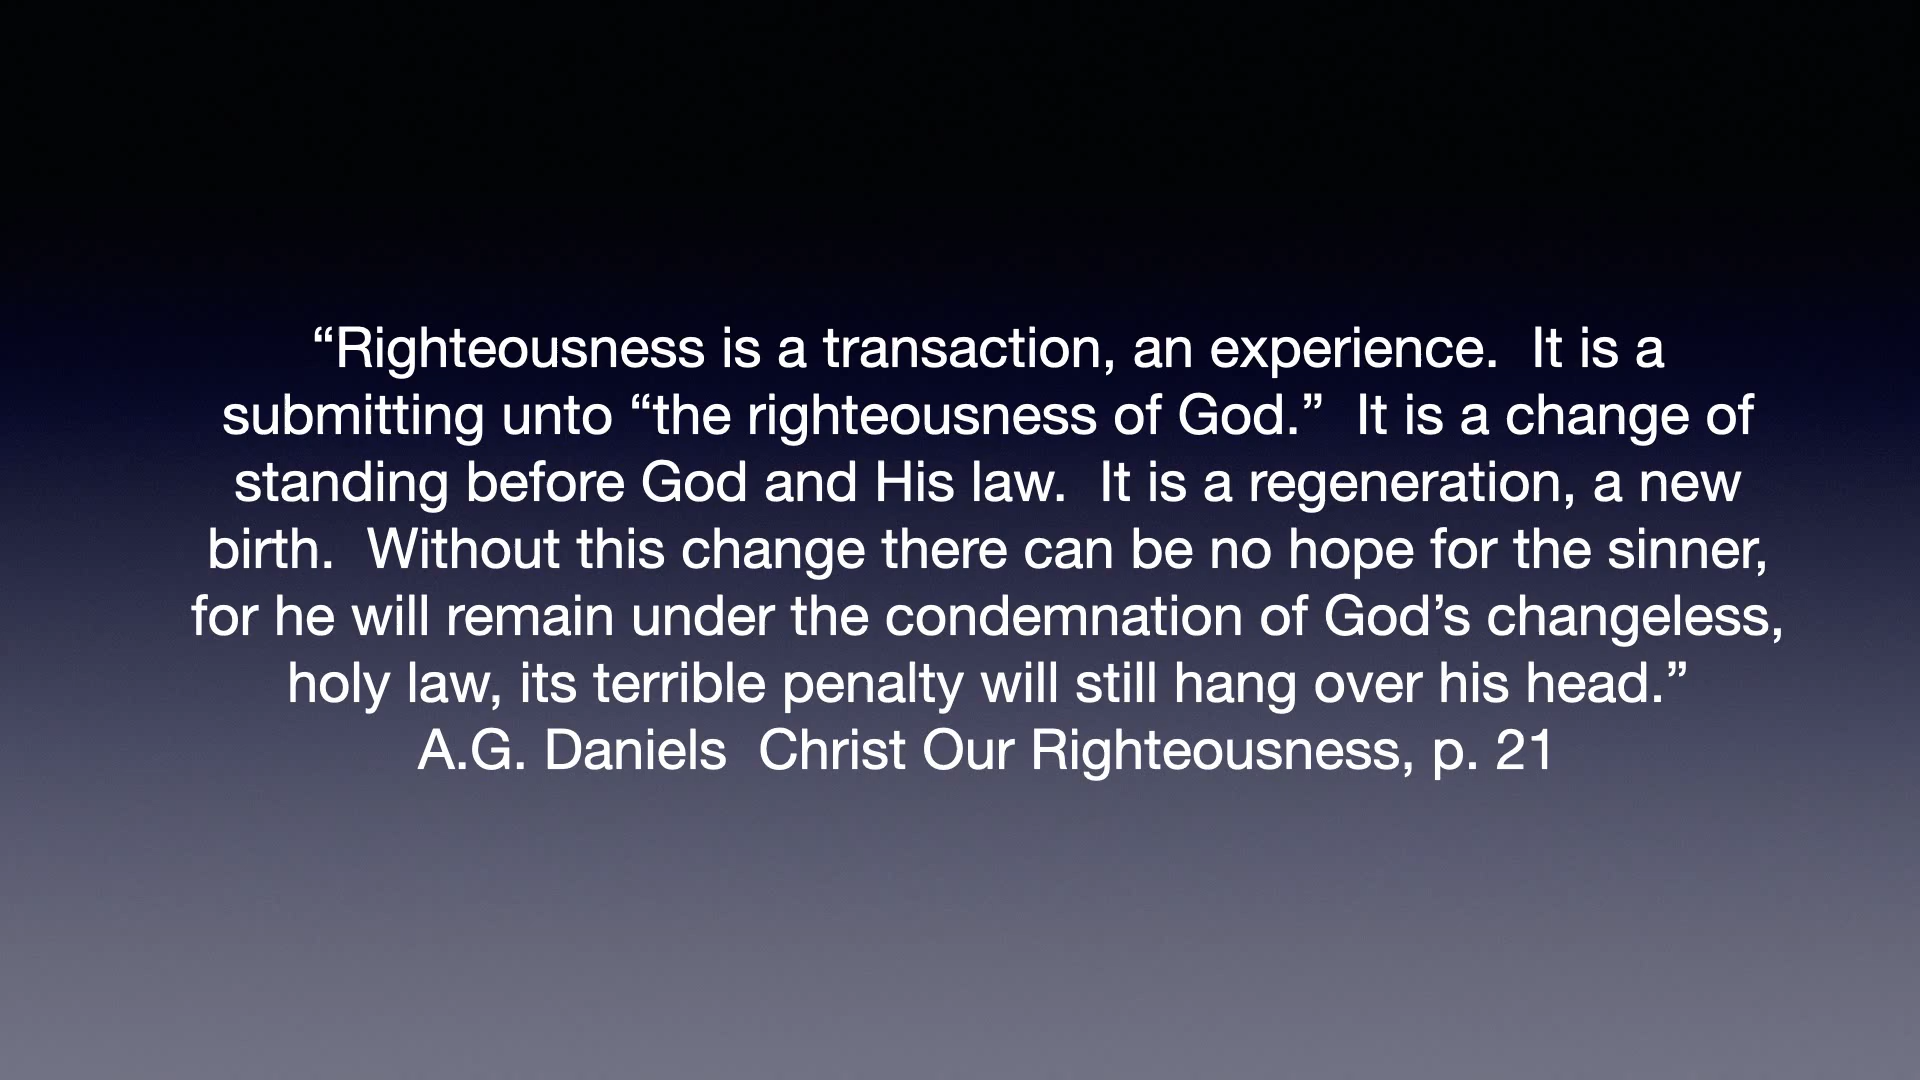 “Righteousness is a transaction, an experience.  It is a
submitting unto “the righteousness of God.”  It is a change of
standing before God and His law.  It is a regeneration, a new
birth.  Without this change there can be no hope for the sinner,
for he will remain under the condemnation of God’s changeless,
holy law, its terrible penalty will still hang over his head.”
A.G. Daniels  Christ Our Righteousness, p. 21